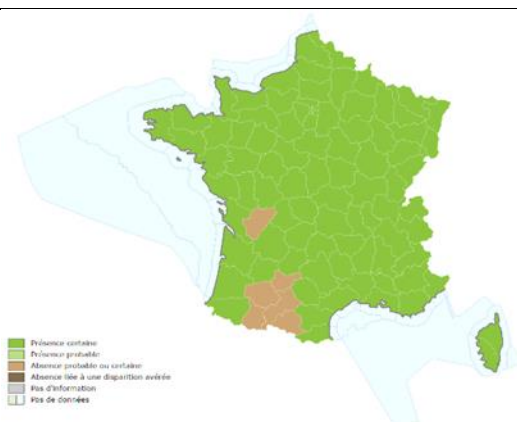 Présence certaine
Présence probable
Absence probable ou certaine
Absence liée à une disparition avérée
Pas d'information
Pas de données